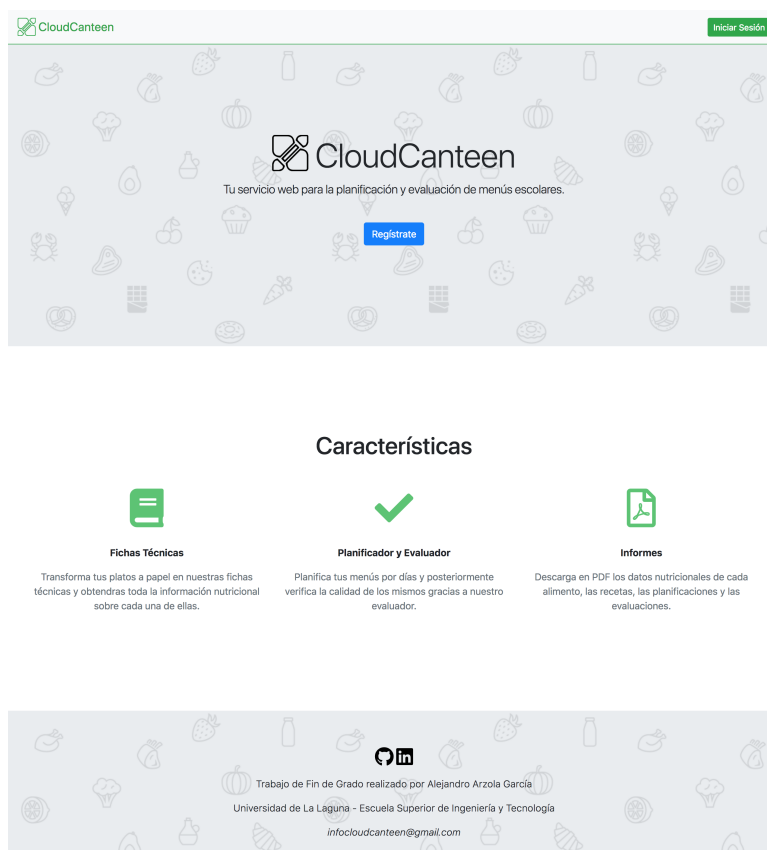 CloudCanteen
Iniciar Sesión
CloudCanteen
Tu servicio web para la planificación y evaluación de menús escolares.
Regístrate
Características
Fichas Técnicas
Transforma tus platos a papel en nuestras fichas
técnicas y obtendras toda la información nutricional
sobre cada una de ellas.
Planificador y Evaluador
Planifica tus menús por días y posteriormente
verifica la calidad de los mismos gracias a nuestro
evaluador.
Informes
Descarga en PDF los datos nutricionales de cada
alimento, las recetas, las planificaciones y las
evaluaciones.
Trabajo de Fin de Grado realizado por Alejandro Arzola García
Universidad de La Laguna - Escuela Superior de Ingeniería y Tecnología
infocloudcanteen@gmail.com